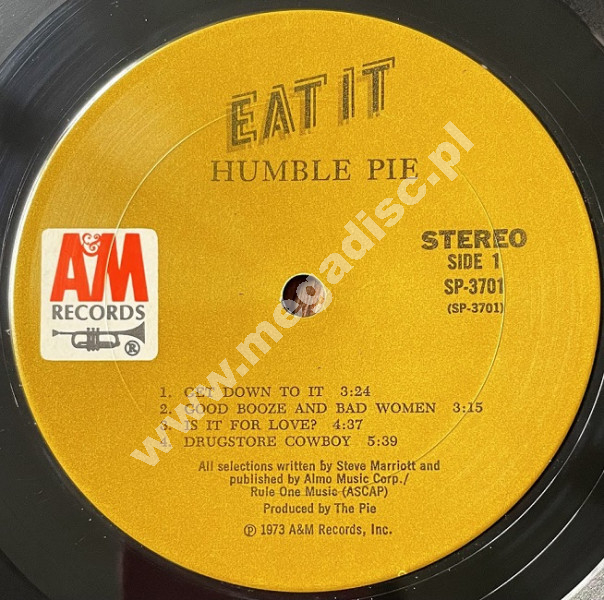 EAT IT
HUMBLE PIE
A&M
RECORDS
®
STEREO
SIDE 1
SP-3701
(SP-3701)
1. GET DOWN TO IT 3:24
2. GOOD BOOZE AND BAD WOMEN 3:15
3. IS IT FOR LOVE? 4:37
4. DRUGSTORE COWBOY 5:39
All selections written by Steve Marriott and
published by Almo Music Corp./
Rule One Music (ASCAP)
Produced by The Pie
℗ 1973 A&M Records, Inc.
www.megadisc.pl